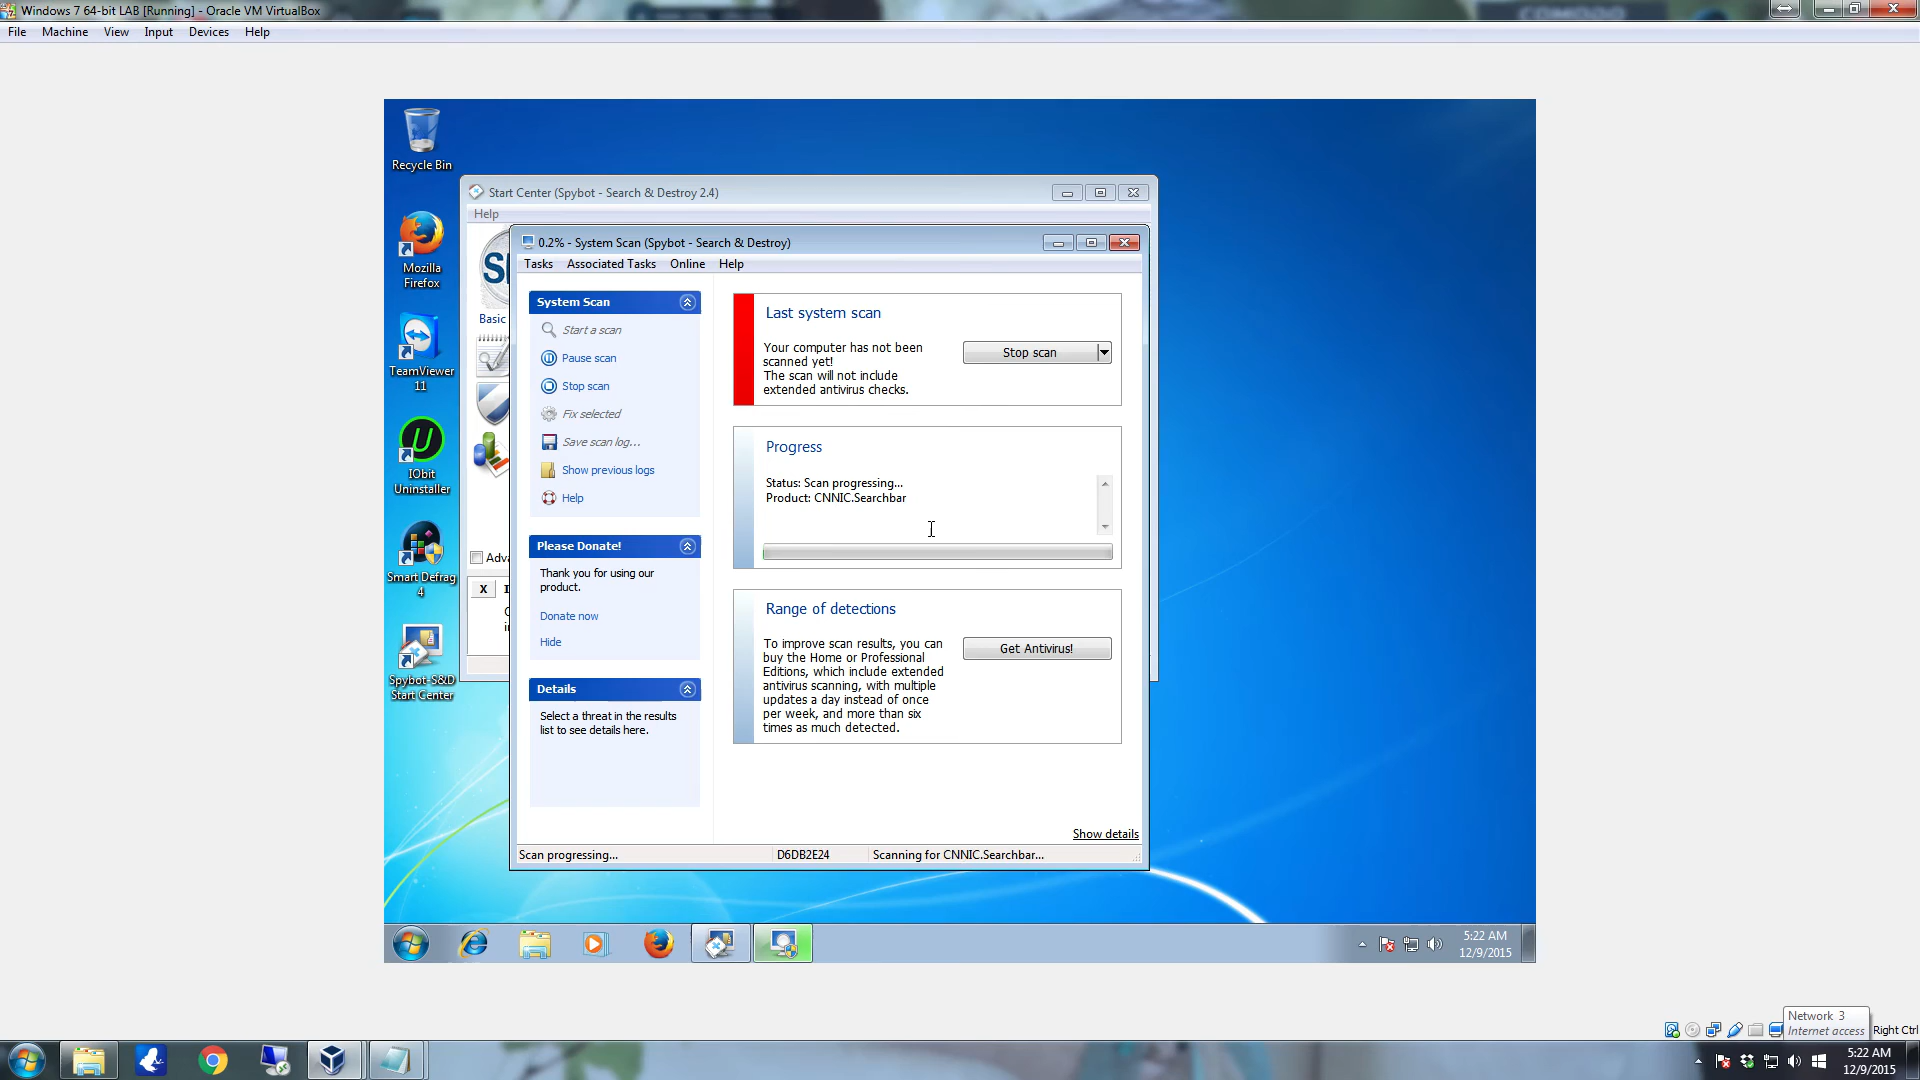 Windows 7 64-bit LAB [Running] - Oracle VM VirtualBox
COMODO
File Machine View Input Devices Help
Recycle Bin
Mozilla
Firefox
TeamViewer
11
IObit
Uninstaller
Smart Defrag
4
Spybot-S&D
Start Center
Start Center (Spybot - Search & Destroy 2.4)
Help
Basic
Adva
X
0.2% - System Scan (Spybot - Search & Destroy)
Tasks Associated Tasks Online Help
System Scan
Start a scan
Pause scan
Stop scan
Fix selected
Save scan log...
Show previous logs
Help
Please Donate!
Thank you for using our
product.
Donate now
Hide
Details
Select a threat in the results
list to see details here.
Last system scan
Your computer has not been
scanned yet!
The scan will not include
extended antivirus checks.
Stop scan
Progress
Status: Scan progressing...
Product: CNNIC.Searchbar
Range of detections
To improve scan results, you can
buy the Home or Professional
Editions, which include extended
antivirus scanning, with multiple
updates a day instead of once
per week, and more than six
times as much detected.
Get Antivirus!
Show details
Scan progressing... D6DB2E24 Scanning for CNNIC.Searchbar...
5:22 AM
12/9/2015
Network 3
Internet access
Right Ctrl
5:22 AM
12/9/2015